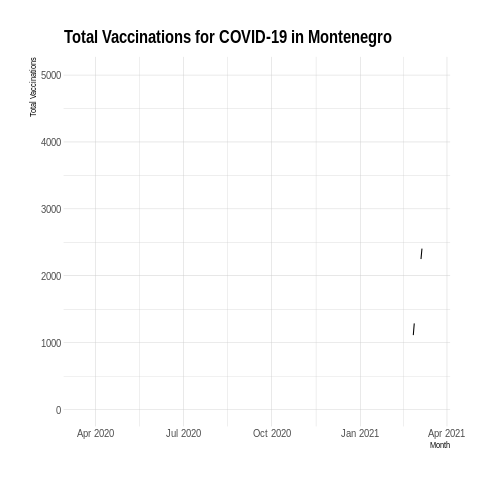 Total Vaccinations for COVID-19 in Montenegro
Total Vaccinations
5000
4000
3000
2000
1000
0
Apr 2020 Jul 2020 Oct 2020 Jan 2021 Apr 2021
Month